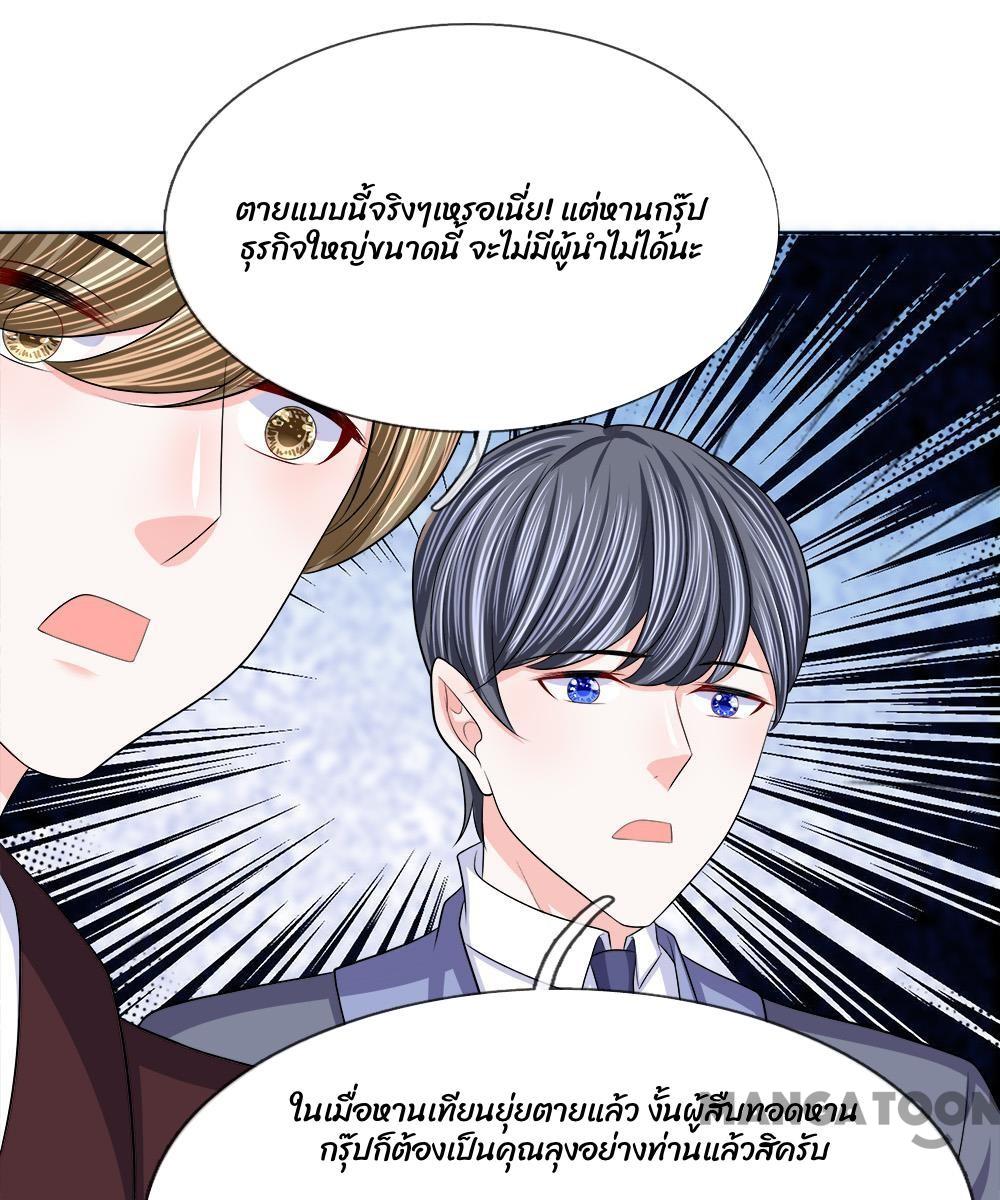 ตายแบบนี้จริงๆเหรอเนี่ย! แต่หานกรุ๊ป
ธุรกิจใหญ่ขนาดนี้ จะไม่มีผู้นำไม่ได้นะ
ในเมื่อหานเทียนยุ่ยตายแล้ว งั้นผู้สืบทอดหาน
กรุ๊ปก็ต้องเป็นคุณลุงอย่างท่านแล้วสิครับ
MANGATOON